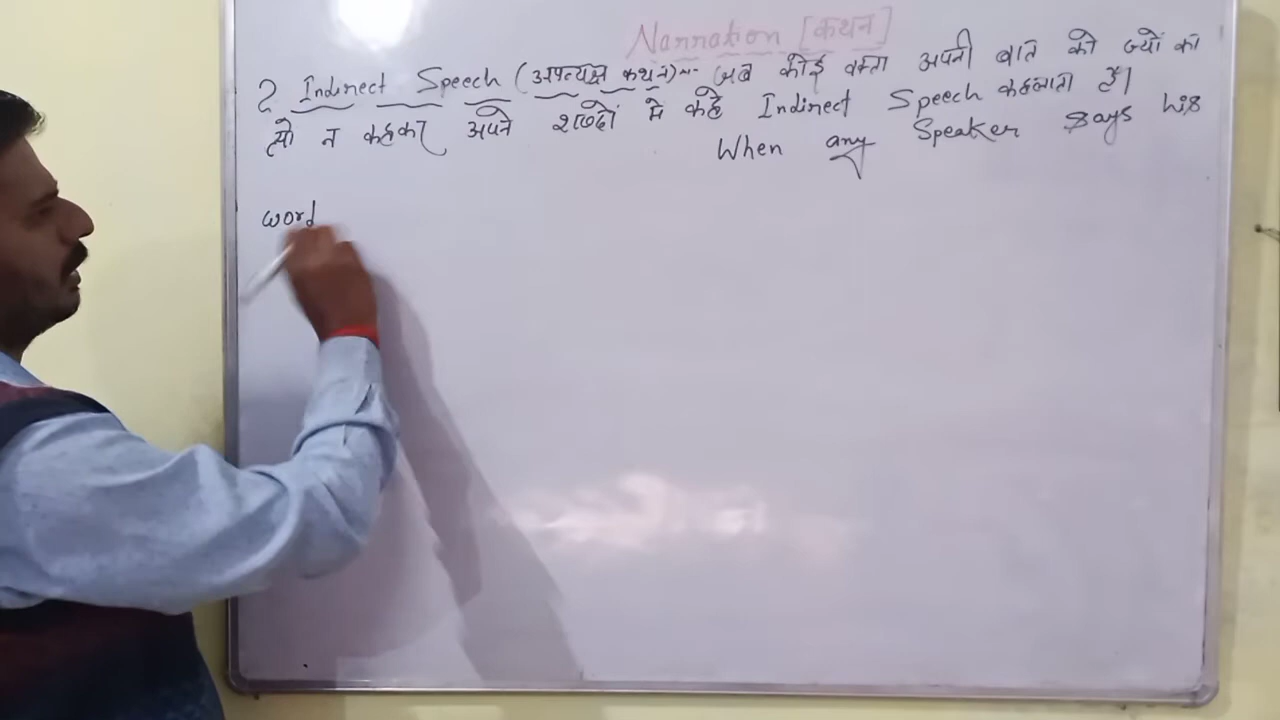 Narration [कथन]
2 Indirect Speech (अप्रत्यक्ष कथन)~- जब कोई वक्ता अपनी बात को ज्यों का
त्यो न कहकर अपने शब्दों मे कहे Indirect Speech कहलाता है।
When any Speaker Says his
word